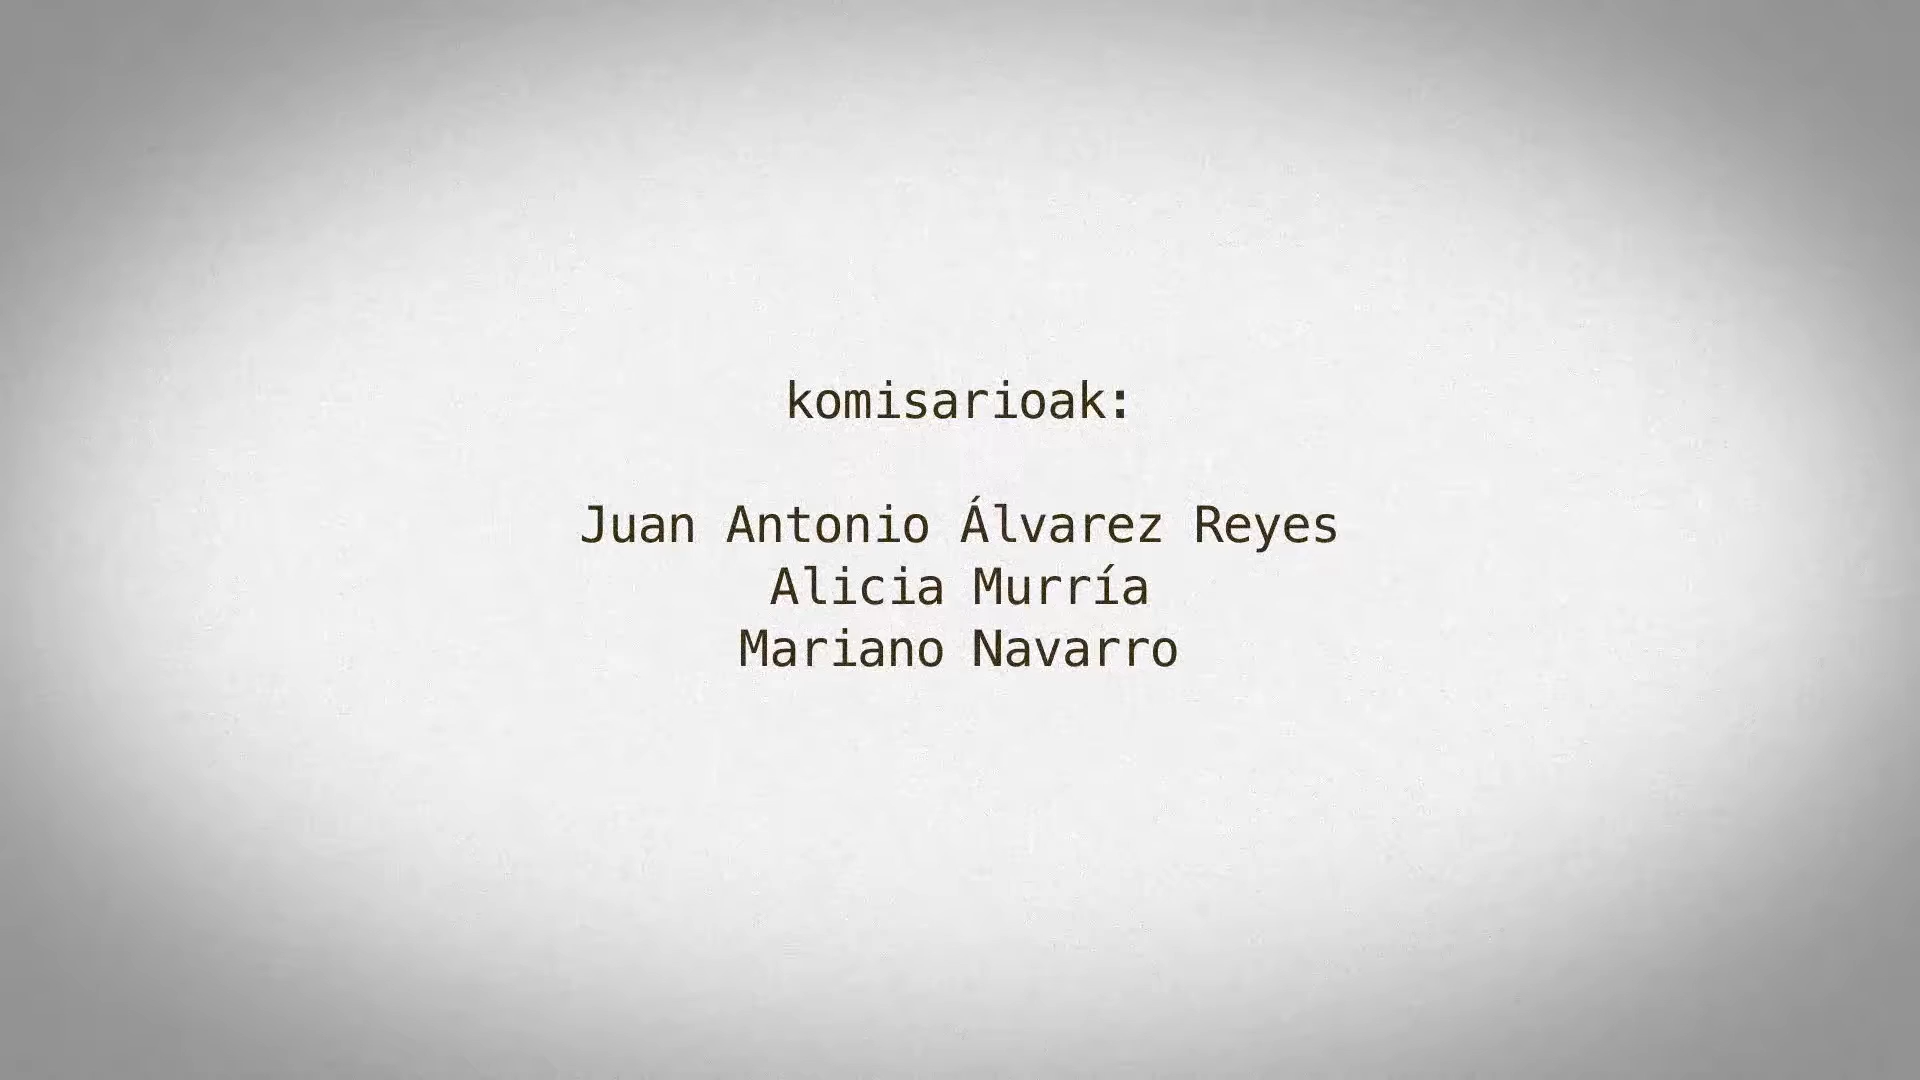 komisarioak:
Juan Antonio Álvarez Reyes
Alicia Murría
Mariano Navarro